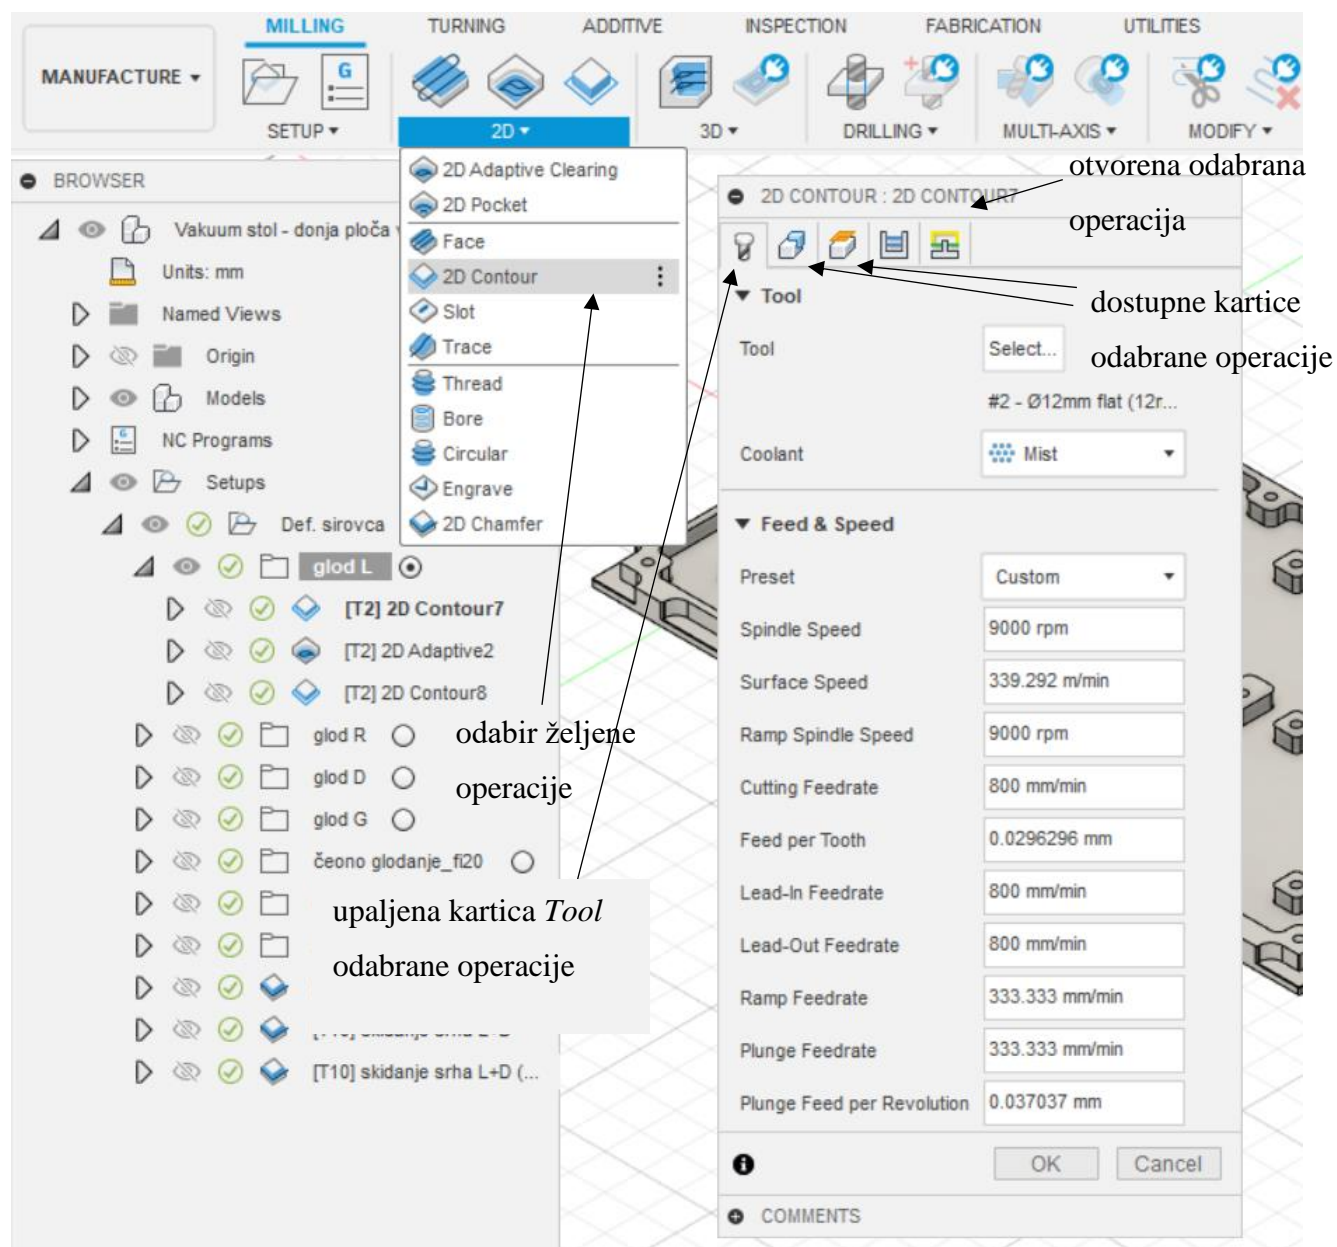 MILLING TURNING ADDITIVE INSPECTION FABRICATION UTILITIES
MANUFACTURE
G
SETUP 2D 3D DRILLING MULTI-AXIS MODIFY
BROWSER
Vakuum stol - donja ploča
Units: mm
Named Views
Origin
Models
NC Programs
Setups
Def. sirovca
glod L
[T2] 2D Contour7
[T2] 2D Adaptive2
[T2] 2D Contour8
glod R
glod D
glod G
čeono glodanje_fi20
[T10] skidanje srha L+D (...
2D Adaptive Clearing
2D Pocket
Face
2D Contour
Slot
Trace
Thread
Bore
Circular
Engrave
2D Chamfer
odabir željene
operacije
upaljena kartica Tool
odabrane operacije
otvorena odabrana
operacija
dostupne kartice
odabrane operacije
2D CONTOUR : 2D CONTOUR7
Tool
Tool Select...
#2 - Ø12mm flat (12r...
Coolant Mist
Feed & Speed
Preset Custom
Spindle Speed 9000 rpm
Surface Speed 339.292 m/min
Ramp Spindle Speed 9000 rpm
Cutting Feedrate 800 mm/min
Feed per Tooth 0.0296296 mm
Lead-In Feedrate 800 mm/min
Lead-Out Feedrate 800 mm/min
Ramp Feedrate 333.333 mm/min
Plunge Feedrate 333.333 mm/min
Plunge Feed per Revolution 0.037037 mm
OK Cancel
COMMENTS